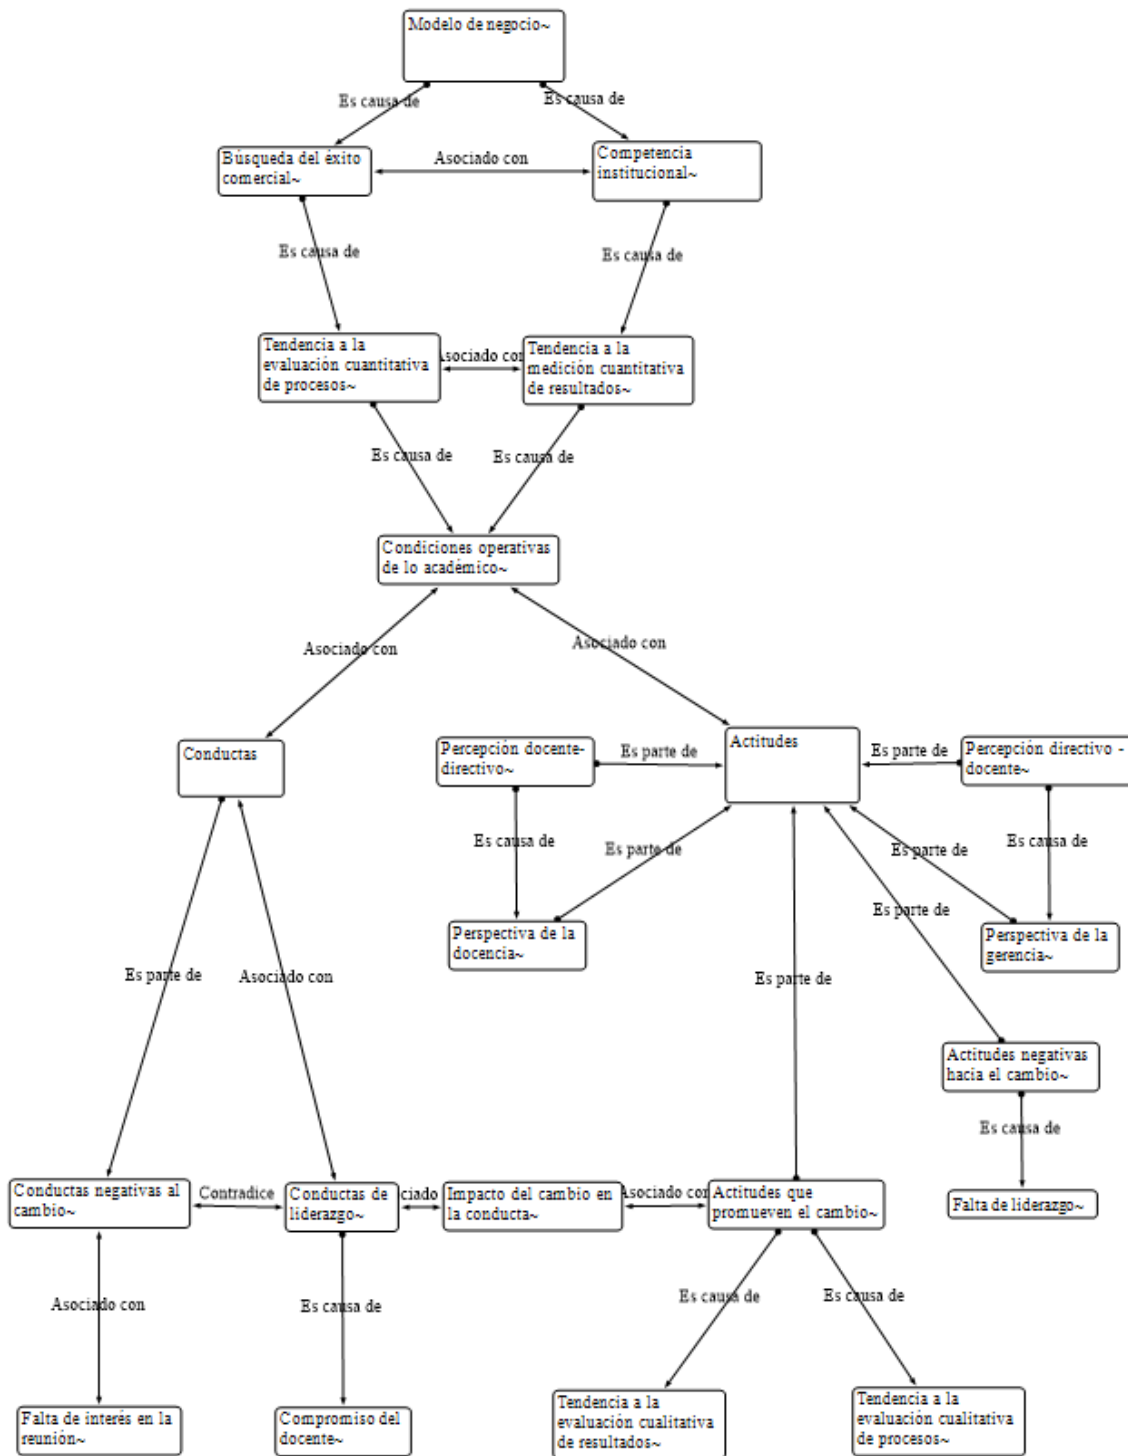 Modelo de negocio~
Es causa de
Es causa de
Búsqueda del éxito
comercial~
Asociado con
Competencia
institucional~
Es causa de
Es causa de
Tendencia a la
evaluación cuantitativa
de procesos~
Asociado con
Tendencia a la
medición cuantitativa
de resultados~
Es causa de
Es causa de
Condiciones operativas
de lo académico~
Asociado con
Asociado con
Conductas
Percepción docente-
directivo~
Es parte de
Actitudes
Es parte de
Percepción directivo -
docente~
Es causa de
Es parte de
Es parte de
Es causa de
Perspectiva de la
docencia~
Es parte de
Perspectiva de la
gerencia~
Es parte de
Asociado con
Es parte de
Actitudes negativas
hacia el cambio~
Es causa de
Falta de liderazgo~
Conductas negativas al
cambio~
Contradice
Conductas de
liderazgo~
ciado
Impacto del cambio en
la conducta~
Asociado con
Actitudes que
promueven el cambio~
Asociado con
Es causa de
Es causa de
Es causa de
Falta de interés en la
reunión~
Compromiso del
docente~
Tendencia a la
evaluación cualitativa
de resultados~
Tendencia a la
evaluación cualitativa
de procesos~